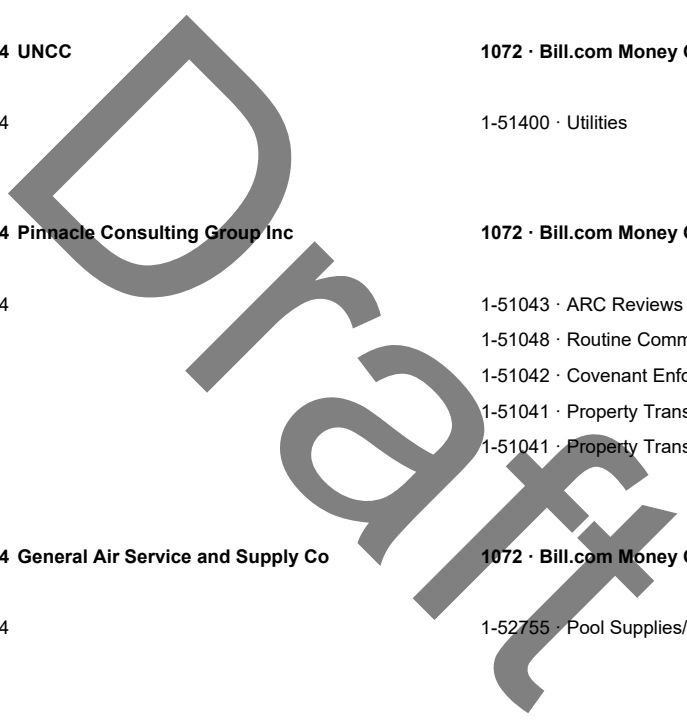 4 UNCC 1072 · Bill.com Money
4 1-51400 · Utilities
4 Pinnacle Consulting Group Inc 1072 · Bill.com Money
4 1-51043 · ARC Reviews
1-51048 · Routine Comm
1-51042 · Covenant Enfo
1-51041 · Property Trans
1-51041 · Property Trans
4 General Air Service and Supply Co 1072 · Bill.com Money
4 1-52755 · Pool Supplies/
Draft